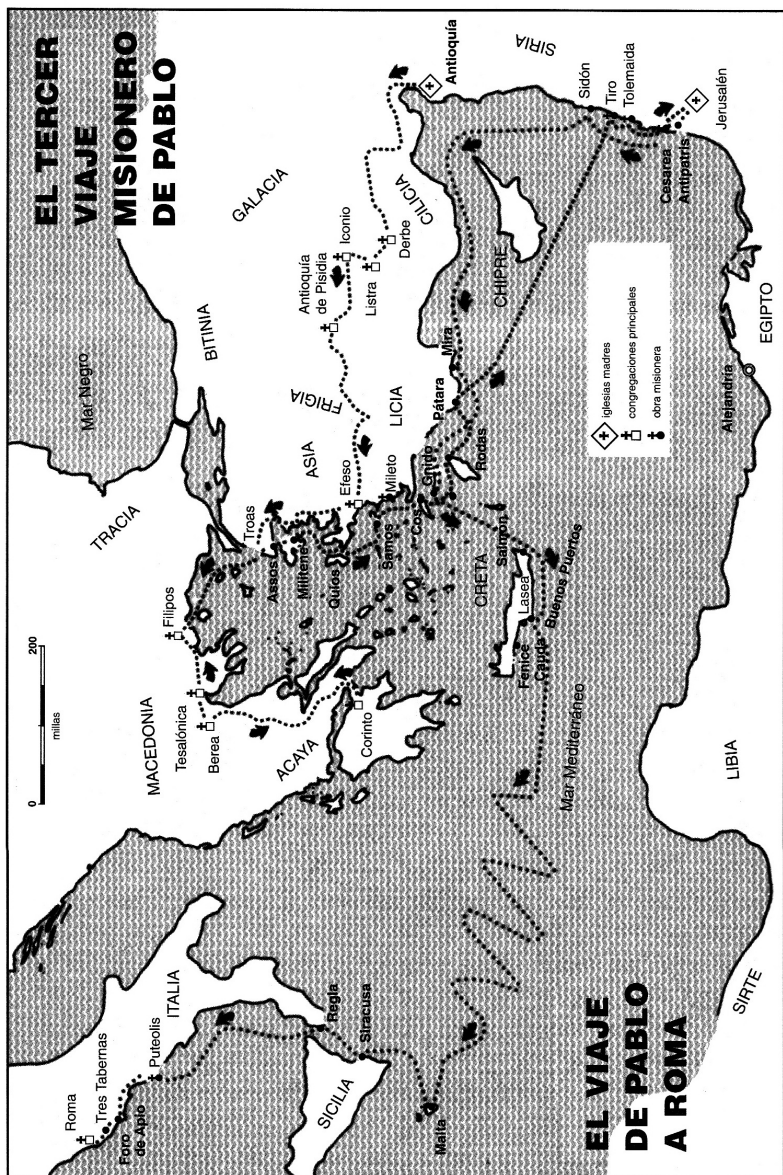 EL TERCER
VIAJE
MISIONERO
DE PABLO
EL VIAJE
DE PABLO
A ROMA
0
200
millas
Mar Negro
TRACIA
BITINIA
GALACIA
SIRIA
Antioquía
CILICIA
Derbe
Listra
Iconio
Antioquía
de Pisidia
FRIGIA
ASIA
LICIA
Efeso
Mileto
Troas
Assos
Militene
Quios
Samos
Cos
Gnido
Rodas
Pátara
Mira
CHIPRE
Sidón
Tiro
Tolemaida
Cesarea
Antipatris
Jerusalén
iglesias madres
congregaciones principales
obra misionera
EGIPTO
Alejandría
Filipos
MACEDONIA
Tesalónica
Berea
ACAYA
Corinto
CRETA
Salmón
Lasea
Buenos Puertos
Fenice
Cauda
Mar Mediterráneo
LIBIA
SIRTE
ITALIA
Roma
Tres Tabernas
Foro
de Apio
Puteolis
Regla
Siracusa
SICILIA
Malta